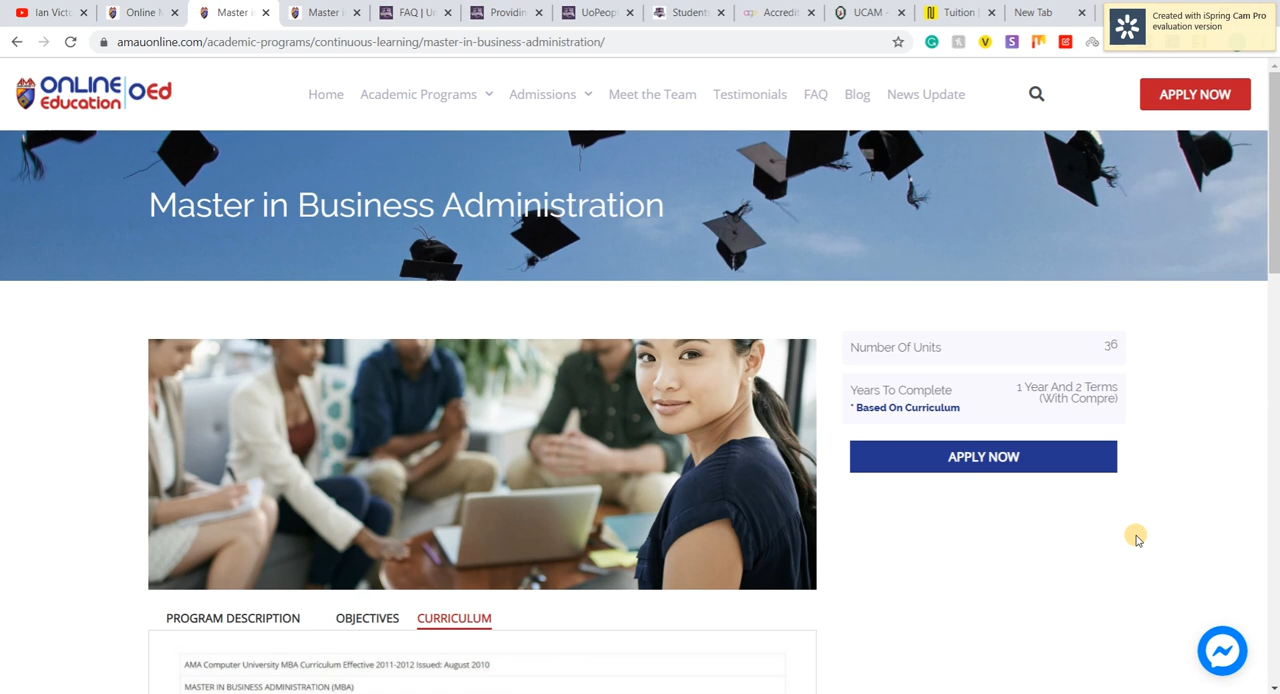 Ian Victo
Online M
Master i
Master i
FAQ | U
Providin
UoPeop
Student
Accredit
UCAM -
Tuition
New Tab
Created with iSpring Cam Pro
evaluation version
amauonline.com/academic-programs/continuous-learning/master-in-business-administration/
ONLINE
Education
OEd
Home
Academic Programs
Admissions
Meet the Team
Testimonials
FAQ
Blog
News Update
APPLY NOW
Master in Business Administration
Number Of Units
36
Years To Complete
1 Year And 2 Terms
* Based On Curriculum
(With Compre)
APPLY NOW
PROGRAM DESCRIPTION
OBJECTIVES
CURRICULUM
AMA Computer University MBA Curriculum Effective 2011-2012 Issued: August 2010
MASTER IN BUSINESS ADMINISTRATION (MBA)